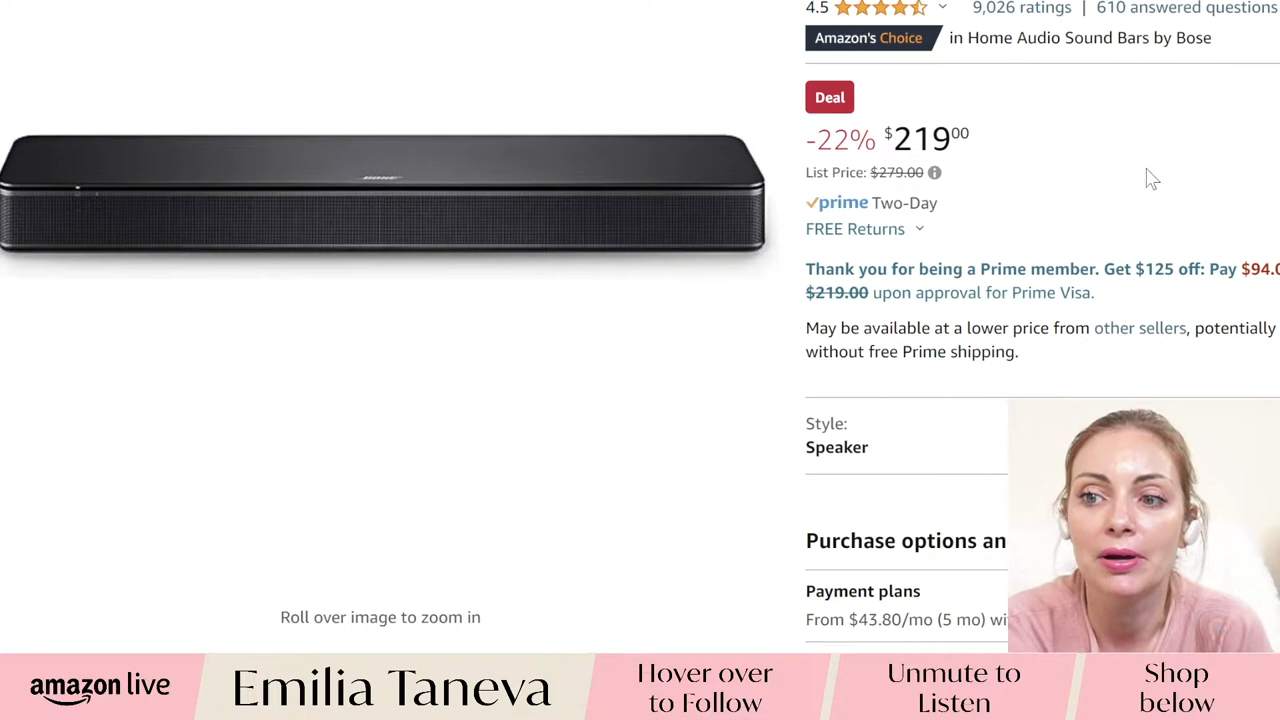 4.5 9,026 ratings | 610 answered questions
Amazon's Choice in Home Audio Sound Bars by Bose
Deal
-22% $21900
List Price: $279.00
prime Two-Day
FREE Returns
Thank you for being a Prime member. Get $125 off: Pay $94.0
$219.00 upon approval for Prime Visa.
May be available at a lower price from other sellers, potentially
without free Prime shipping.
BOSE
Style:
Speaker
Purchase options an
Payment plans
From $43.80/mo (5 mo) wi
Roll over image to zoom in
amazon live
Emilia Taneva
Hover over
to Follow
Unmute to
Listen
Shop
below